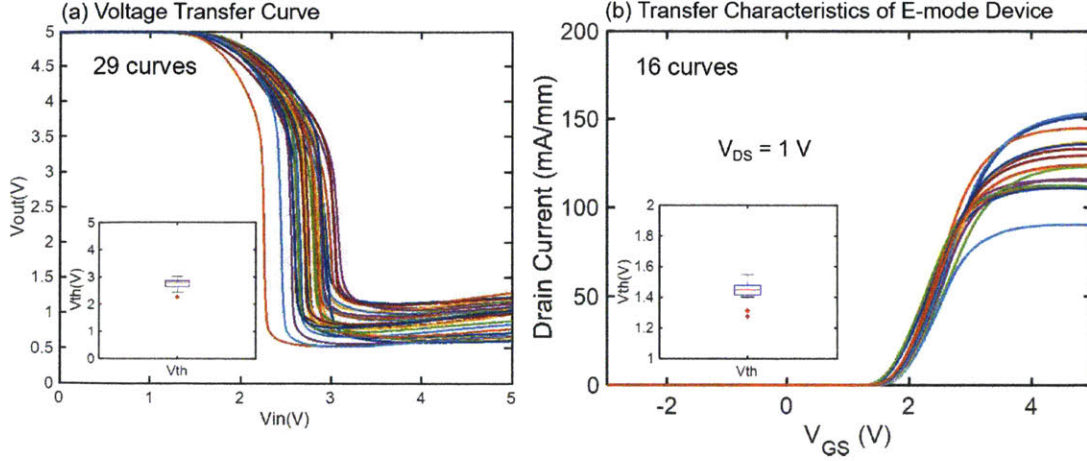 (a) Voltage Transfer Curve
29 curves
Vout(V)
5
4.5
4
3.5
3
2.5
2
1.5
1
0.5
0
0 1 2 3 4 5
Vin(V)
Vth(V)
5
4
3
2
1
0
Vth
(b) Transfer Characteristics of E-mode Device
16 curves
V_DS = 1 V
Drain Current (mA/mm)
200
150
100
50
0
-2 0 2 4
V_GS (V)
Vth(V)
2
1.8
1.6
1.4
1.2
1
Vth